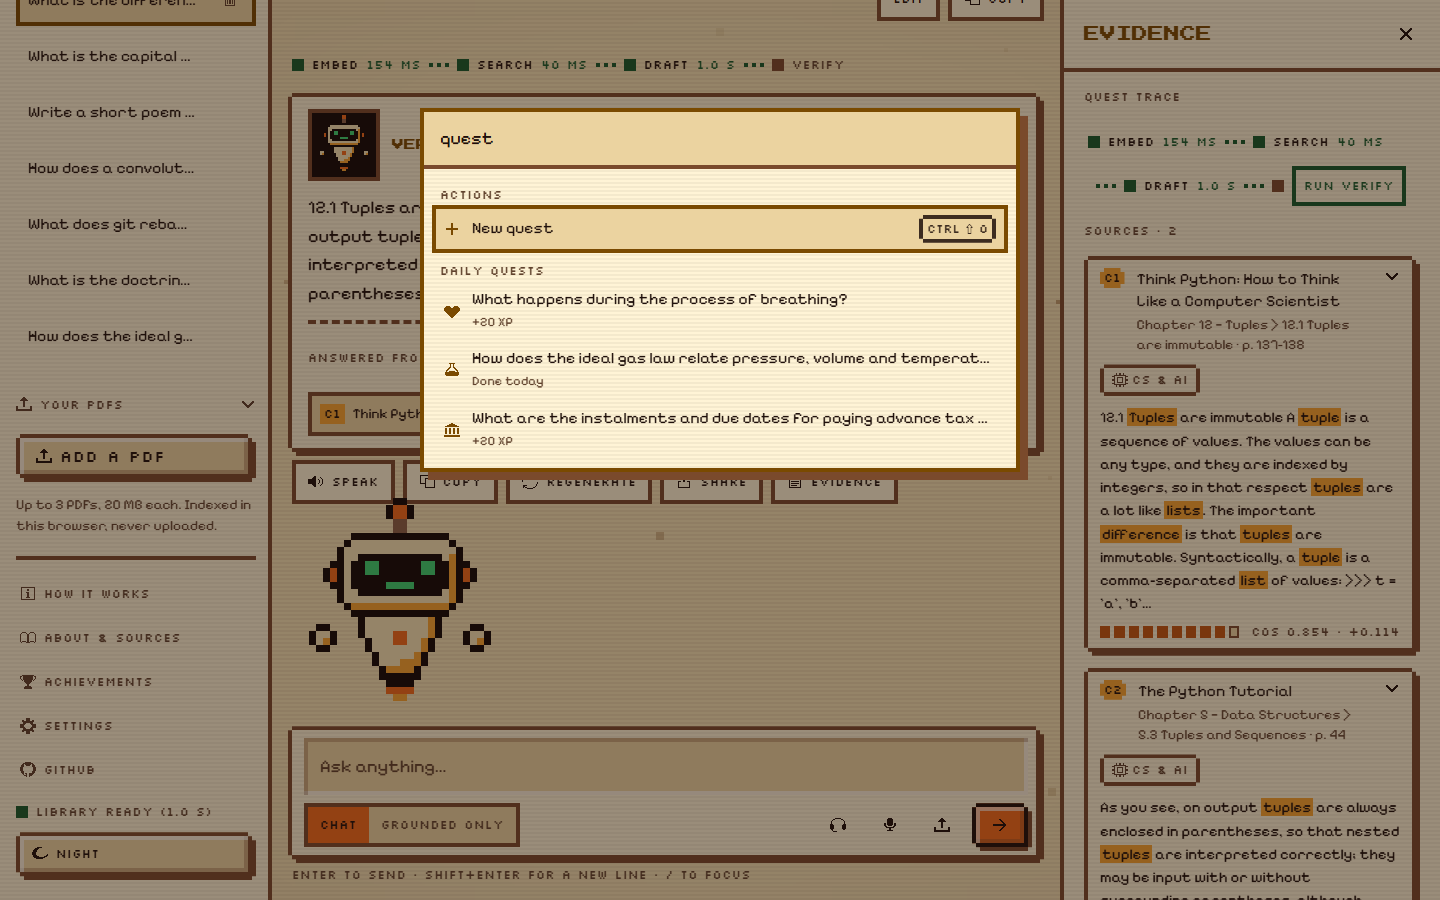 What is the differen...
What is the capital ...
Write a short poem ...
How does a convolut...
What does git reba...
What is the doctrin...
How does the ideal g...
YOUR PDFS
ADD A PDF
Up to 3 PDFs, 20 MB each. Indexed in
this browser, never uploaded.
HOW IT WORKS
ABOUT & SOURCES
ACHIEVEMENTS
SETTINGS
GITHUB
LIBRARY READY (1.0 S)
NIGHT
EDIT
COPY
EMBED 154 MS SEARCH 40 MS DRAFT 1.0 S VERIFY
12.1 Tuples ar
output tuple
interpreted
parentheses
ANSWERED FRO
C1 Think Pyth
SPEAK
COPY
REGENERATE
SHARE
EVIDENCE
quest
ACTIONS
New quest
CTRL ⇧ O
DAILY QUESTS
What happens during the process of breathing?
+20 XP
How does the ideal gas law relate pressure, volume and temperat...
Done today
What are the instalments and due dates for paying advance tax ...
+20 XP
Ask anything...
CHAT
GROUNDED ONLY
ENTER TO SEND · SHIFT+ENTER FOR A NEW LINE · / TO FOCUS
EVIDENCE
QUEST TRACE
EMBED 154 MS SEARCH 40 MS
DRAFT 1.0 S RUN VERIFY
SOURCES · 2
C1 Think Python: How to Think
Like a Computer Scientist
Chapter 12 – Tuples > 12.1 Tuples
are immutable · p. 137-138
CS & AI
12.1 Tuples are immutable A tuple is a
sequence of values. The values can be
any type, and they are indexed by
integers, so in that respect tuples are
a lot like lists. The important
difference is that tuples are
immutable. Syntactically, a tuple is a
comma-separated list of values: >>> t =
'a', 'b'...
COS 0.854 · +0.114
C2 The Python Tutorial
Chapter 5 – Data Structures >
5.3 Tuples and Sequences · p. 44
CS & AI
As you see, on output tuples are always
enclosed in parentheses, so that nested
tuples are interpreted correctly; they
may be input with or without
surrounding parentheses, although